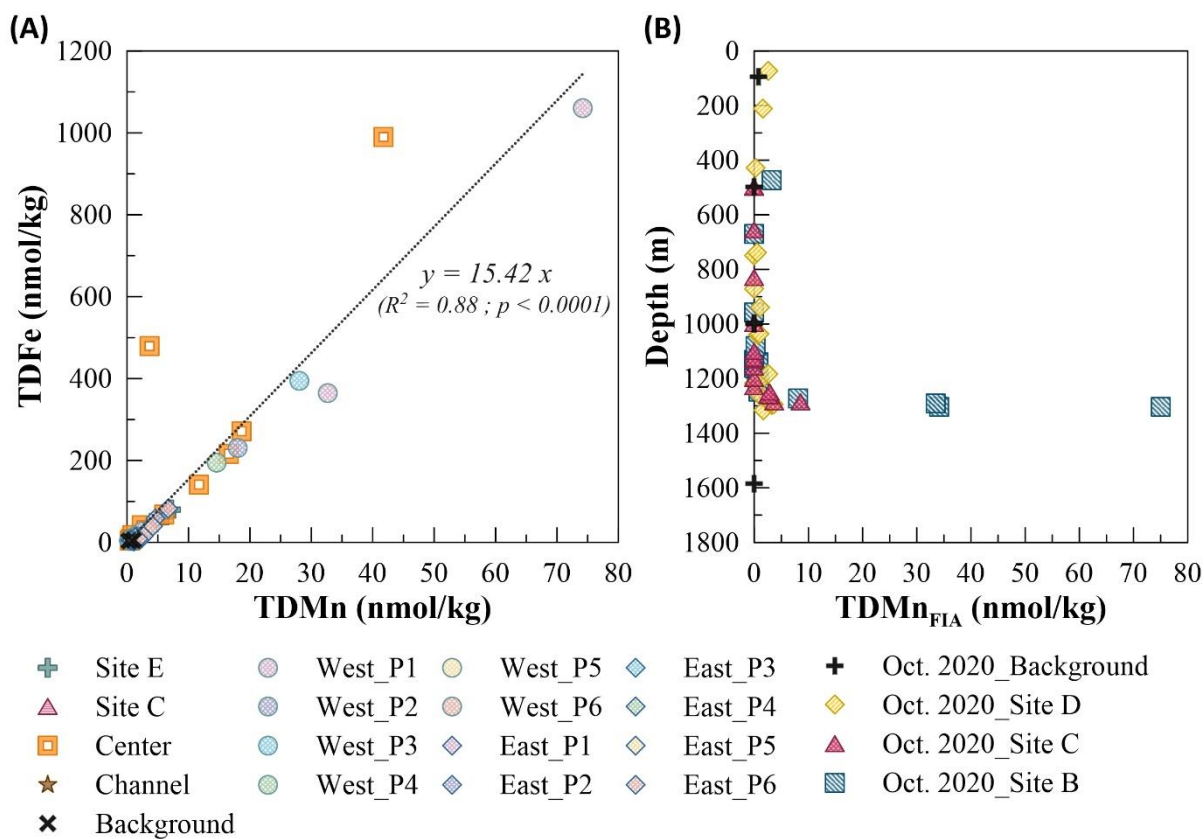 (A)
1200
1000
800
600
400
200
0
TDFe (nmol/kg)
y = 15.42 x
(R² = 0.88 ; p < 0.0001)
0 10 20 30 40 50 60 70 80
TDMn (nmol/kg)
(B)
0
200
400
600
800
1000
1200
1400
1600
1800
Depth (m)
0 10 20 30 40 50 60 70 80
TDMn_FIA (nmol/kg)
Site E West_P1 West_P5 East_P3 Oct. 2020_Background
Site C West_P2 West_P6 East_P4 Oct. 2020_Site D
Center West_P3 East_P1 East_P5 Oct. 2020_Site C
Channel West_P4 East_P2 East_P6 Oct. 2020_Site B
Background